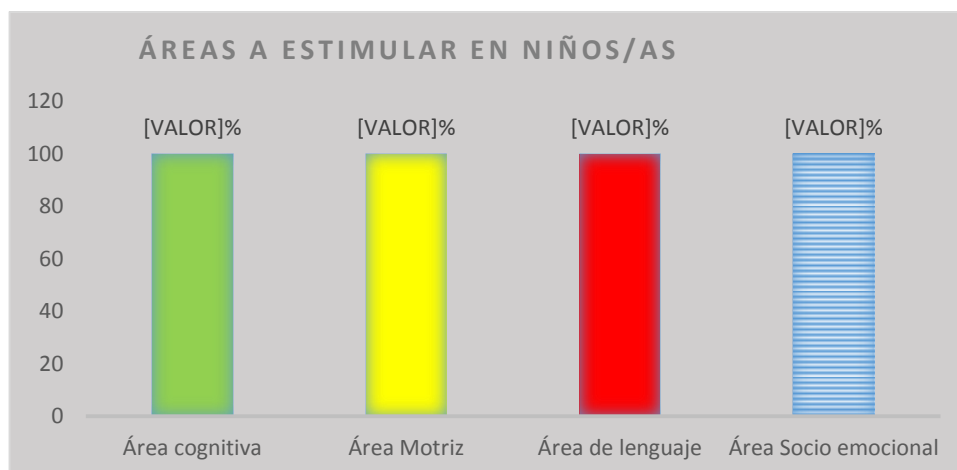 ÁREAS A ESTIMULAR EN NIÑOS/AS
120
[VALOR]% [VALOR]% [VALOR]% [VALOR]%
100
80
60
40
20
0
Área cognitiva Área Motriz Área de lenguaje Área Socio emocional